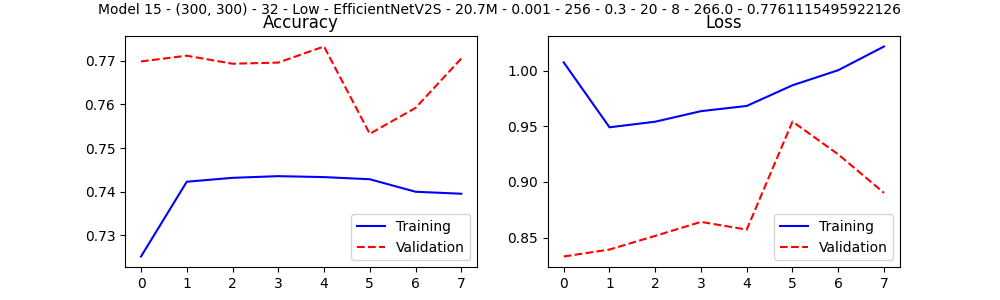 Model 15 - (300, 300) - 32 - Low - EfficientNetV2S - 20.7M - 0.001 - 256 - 0.3 - 20 - 8 - 266.0 - 0.7761115495922126
Accuracy
0.77
0.76
0.75
0.74
0.73
0 1 2 3 4 5 6 7
Training
Validation
Loss
1.00
0.95
0.90
0.85
0 1 2 3 4 5 6 7
Training
Validation